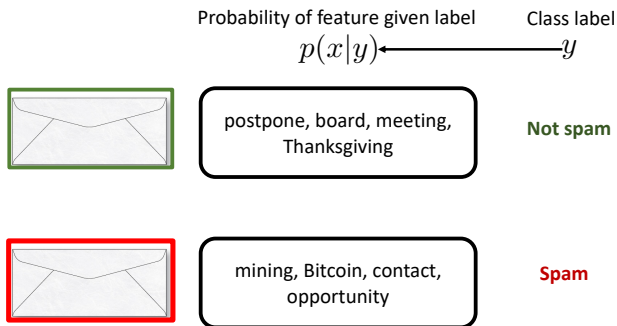 Probability of feature given label
Class label
p(x|y)
y
postpone, board, meeting,
Thanksgiving
Not spam
mining, Bitcoin, contact,
opportunity
Spam